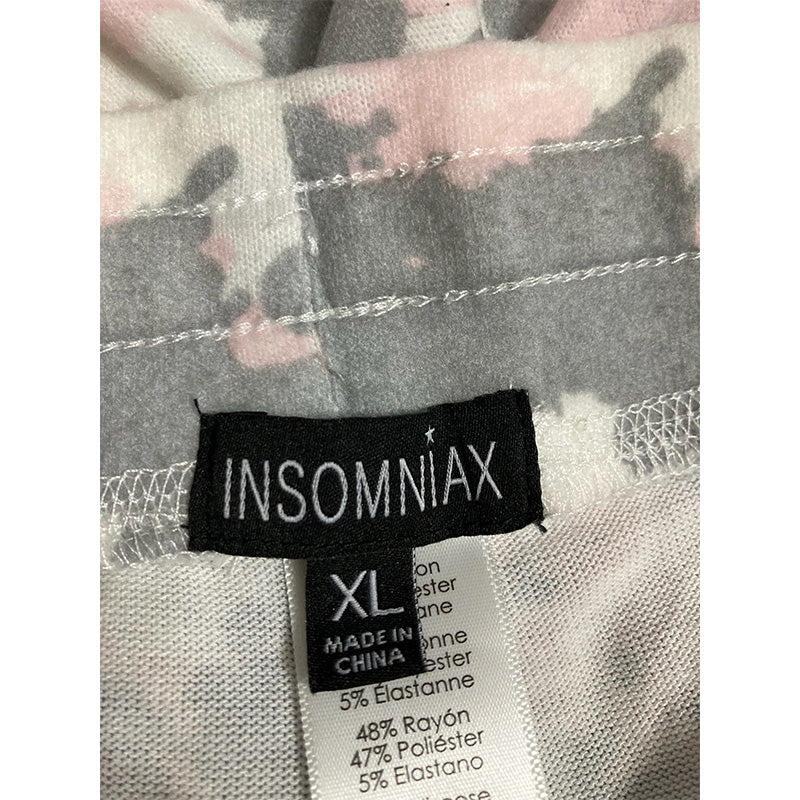 INSOMNIAX
XL
MADE IN
CHINA
5% Élastanne
48% Rayón
47% Poliéster
5% Elastano